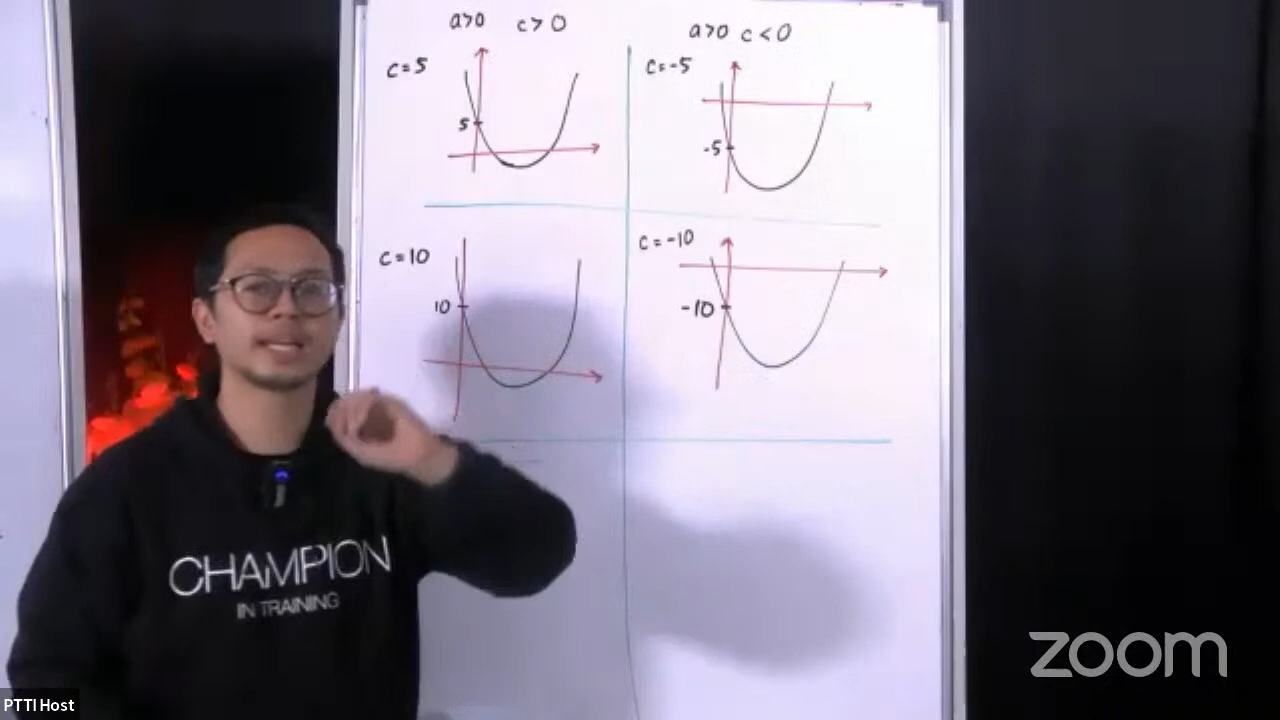 a>0 c>0
c=5
5
a>0 c<0
c=-5
-5
c=10
10
c=-10
-10
CHAMPION
IN TRAINING
zoom
PTTI Host